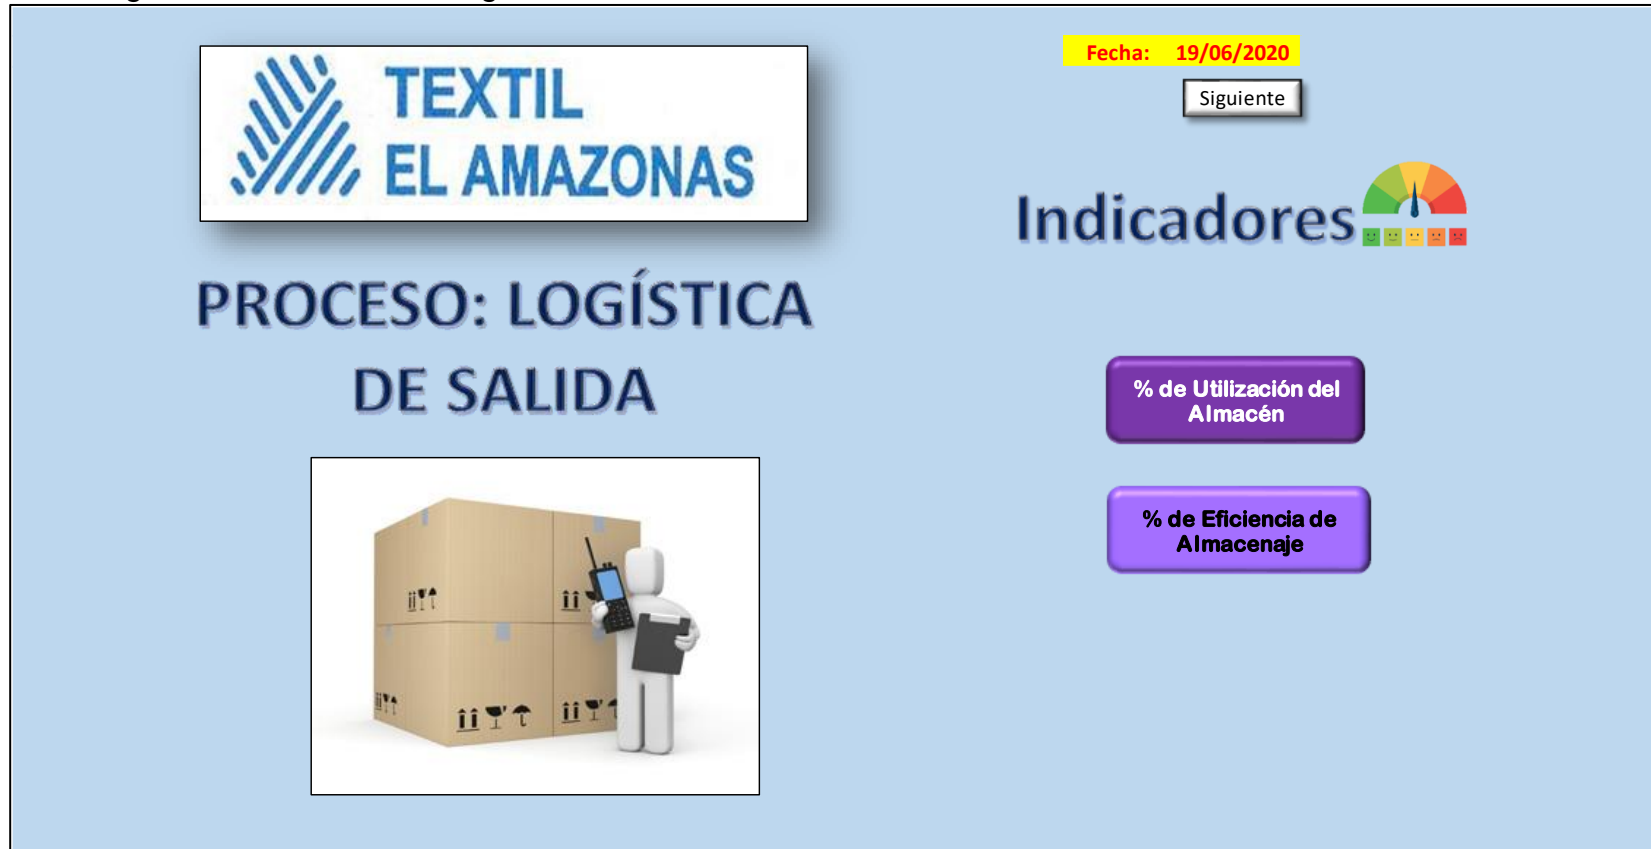 TEXTIL
EL AMAZONAS
PROCESO: LOGÍSTICA
DE SALIDA
Fecha: 19/06/2020
Siguiente
Indicadores
% de Utilización del
Almacén
% de Eficiencia de
Almacenaje